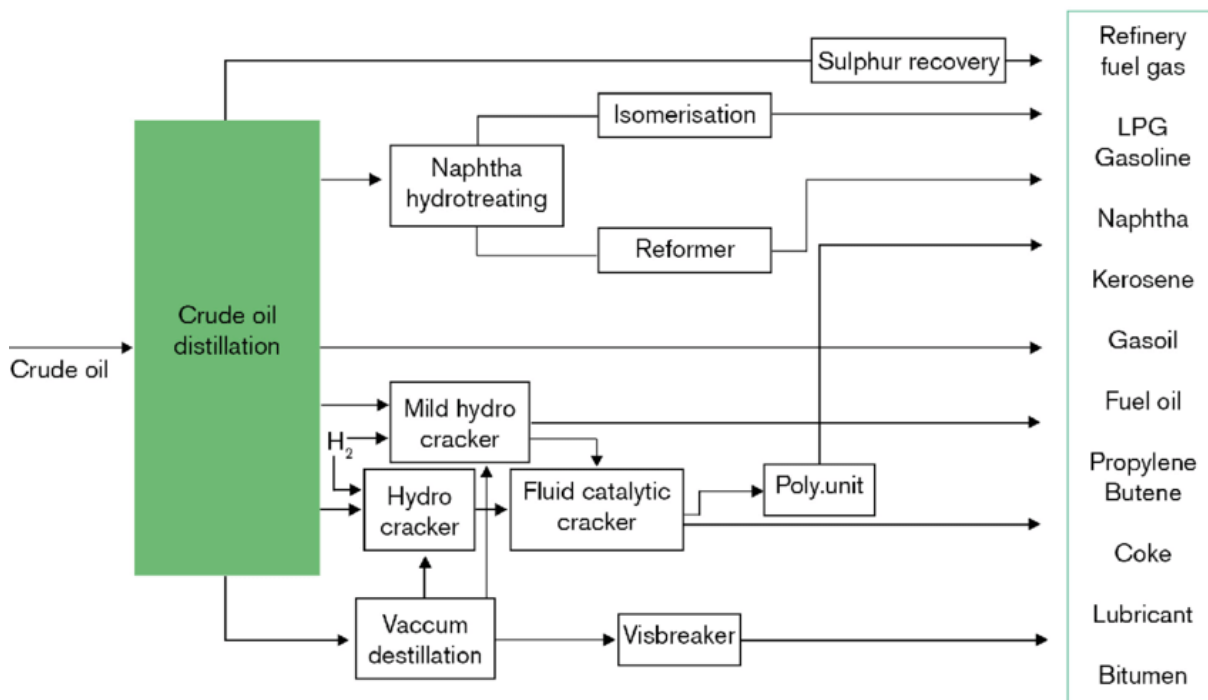 Sulphur recovery
Refinery
fuel gas
Isomerisation
LPG
Gasoline
Naphtha
hydrotreating
Naphtha
Reformer
Kerosene
Crude oil
distillation
Gasoil
Crude oil
Mild hydro
cracker
Fuel oil
H₂
Hydro
cracker
Fluid catalytic
cracker
Poly.unit
Propylene
Butene
Coke
Vaccum
destillation
Visbreaker
Lubricant
Bitumen